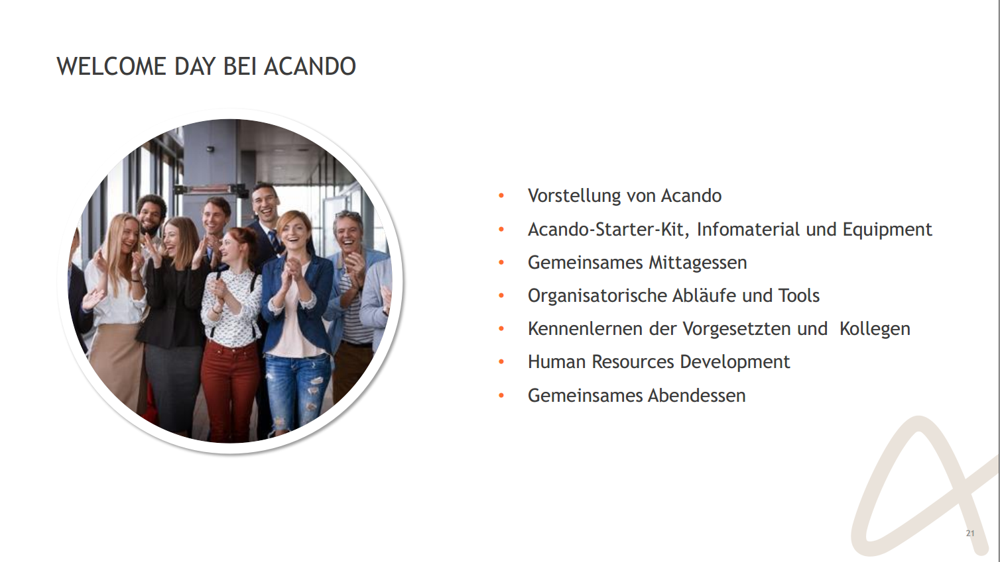 WELCOME DAY BEI ACANDO
• Vorstellung von Acando
• Acando-Starter-Kit, Infomaterial und Equipment
• Gemeinsames Mittagessen
• Organisatorische Abläufe und Tools
• Kennenlernen der Vorgesetzten und  Kollegen
• Human Resources Development
• Gemeinsames Abendessen
21